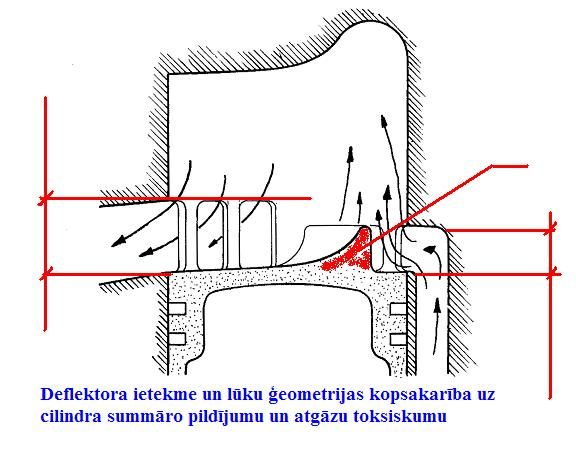 Deflektora ietekme un lūku ģeometrijas kopsakarība uz
cilindra summāro pildījumu un atgāzu toksiskumu